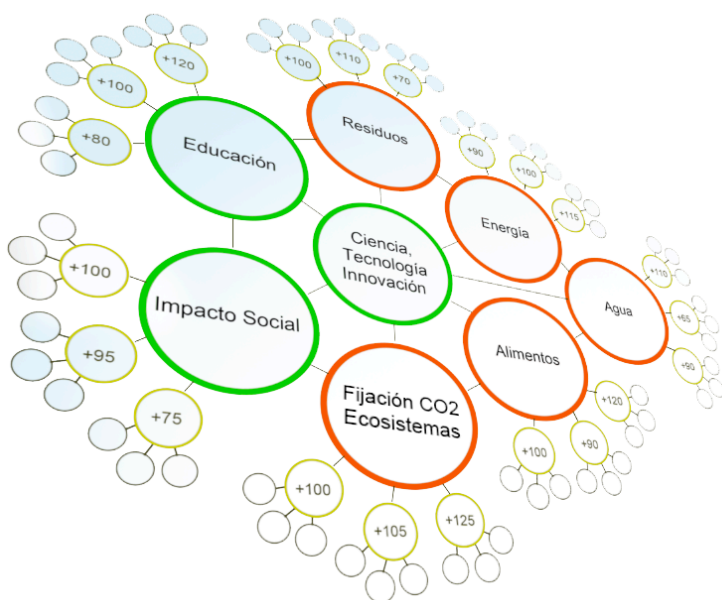 +120
+100
+80
Educación
+100
+110
+70
Residuos
+90
+100
+115
Energía
Ciencia,
Tecnología
Innovación
+110
+65
+90
Agua
+100
+95
+75
Impacto Social
Alimentos
+120
+90
+100
Fijación CO2
Ecosistemas
+100
+105
+125